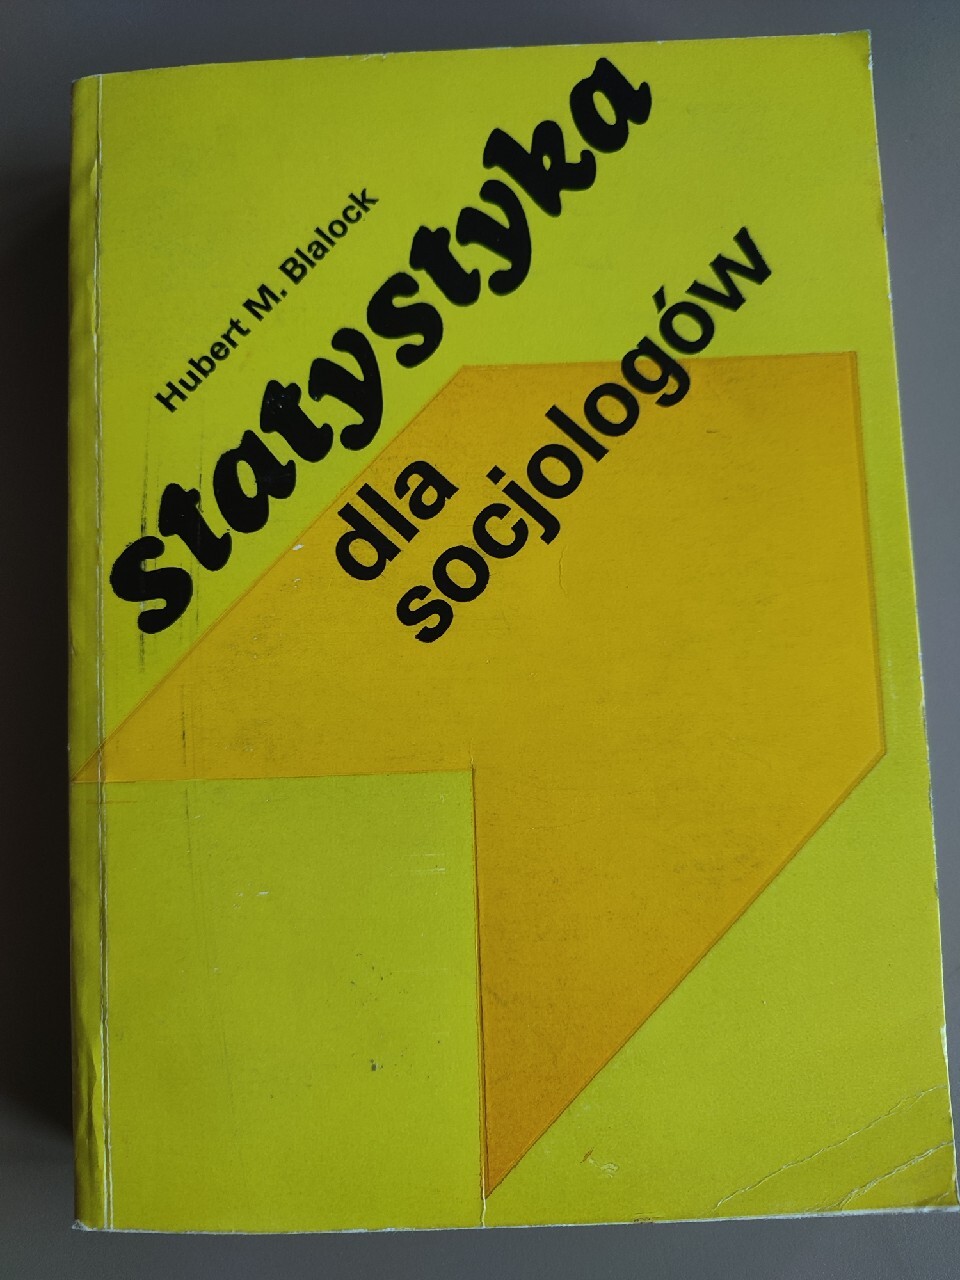 Hubert M. Blalock
statystyka
dla
socjologów